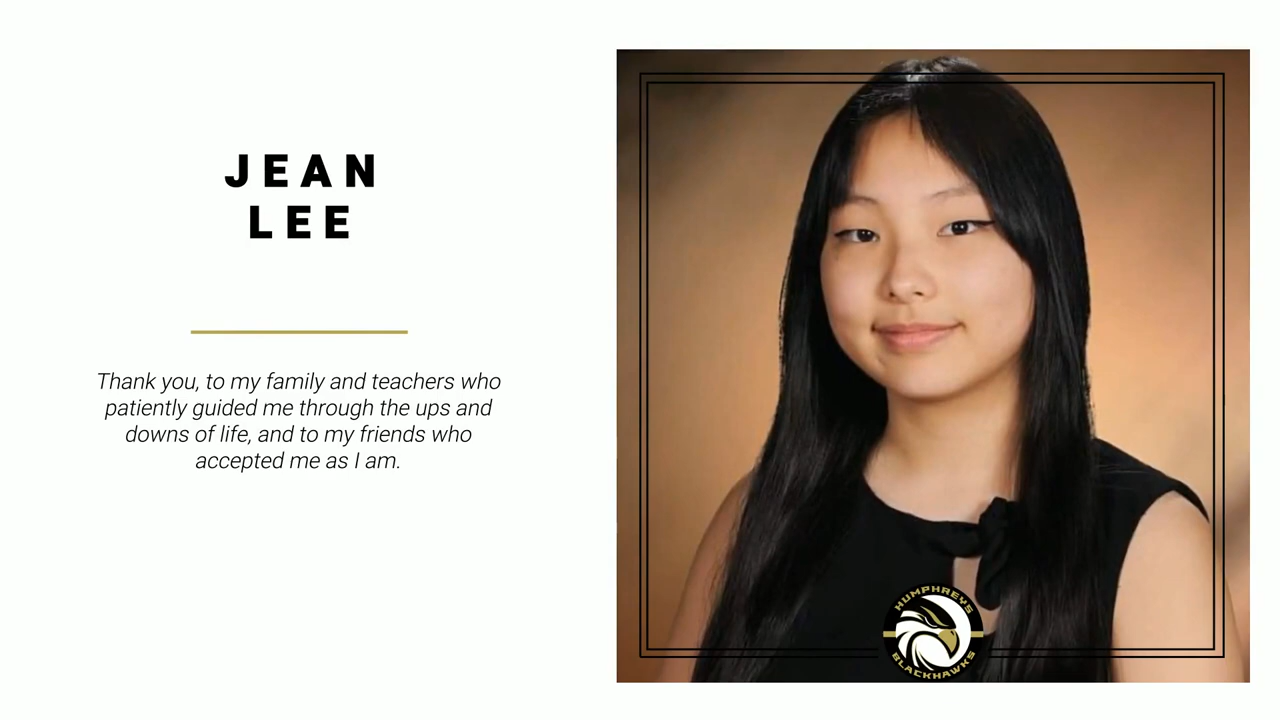 JEAN
LEE
Thank you, to my family and teachers who
patiently guided me through the ups and
downs of life, and to my friends who
accepted me as I am.
HUMPHREYS
BLACKHAWKS